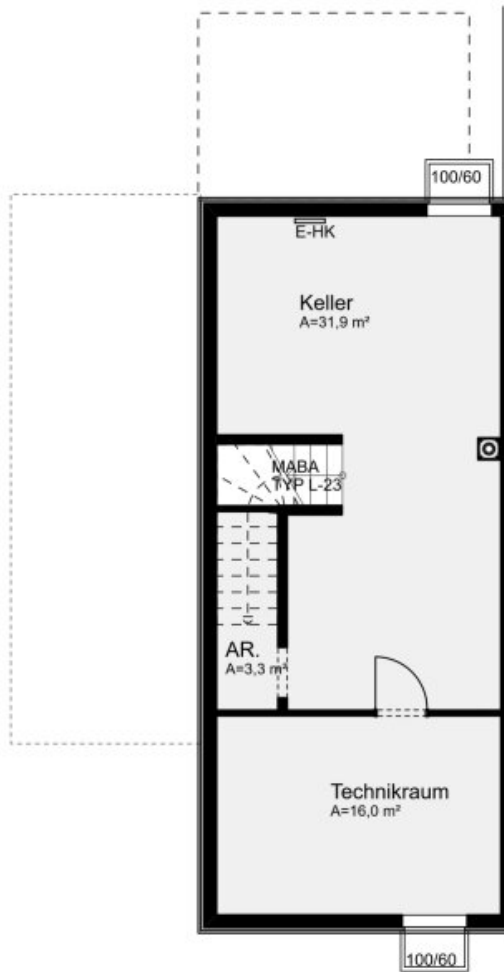 100/60
E-HK
Keller
A=31,9 m²
MABA
TYP L-23
AR.
A=3,3 m²
Technikraum
A=16,0 m²
100/60